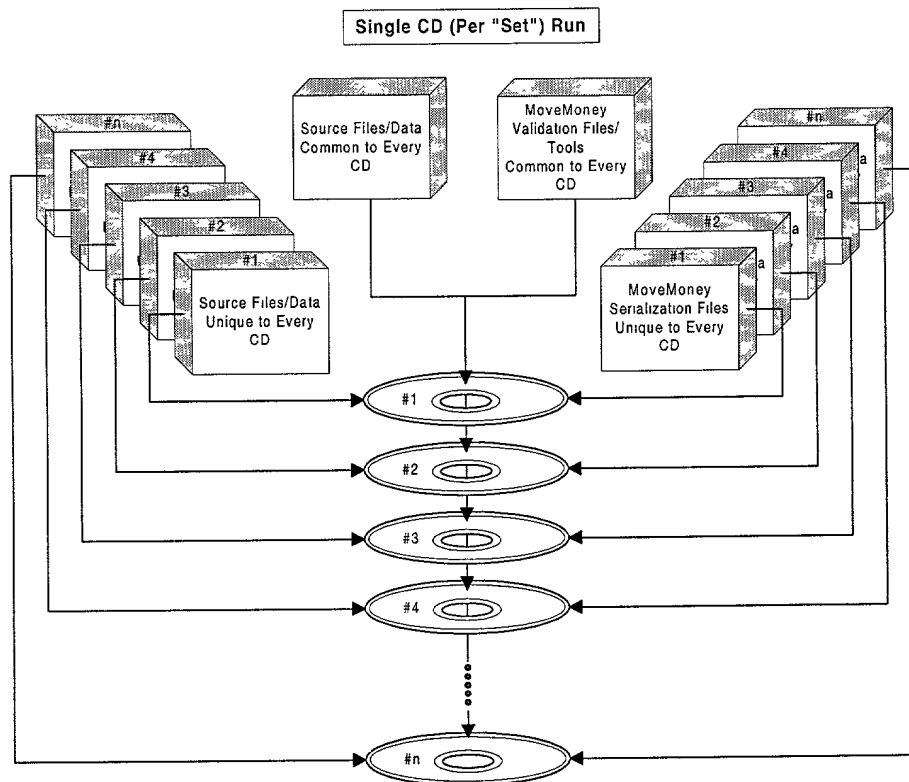 Single CD (Per "Set") Run
#n
#4
#3
#2
#1
Source Files/Data
Unique to Every
CD
Source Files/Data
Common to Every
CD
MoveMoney
Validation Files/
Tools
Common to Every
CD
#n
#4
#3
#2
#1
a
a
a
a
MoveMoney
Serialization Files
Unique to Every
CD
#1
#2
#3
#4
#n